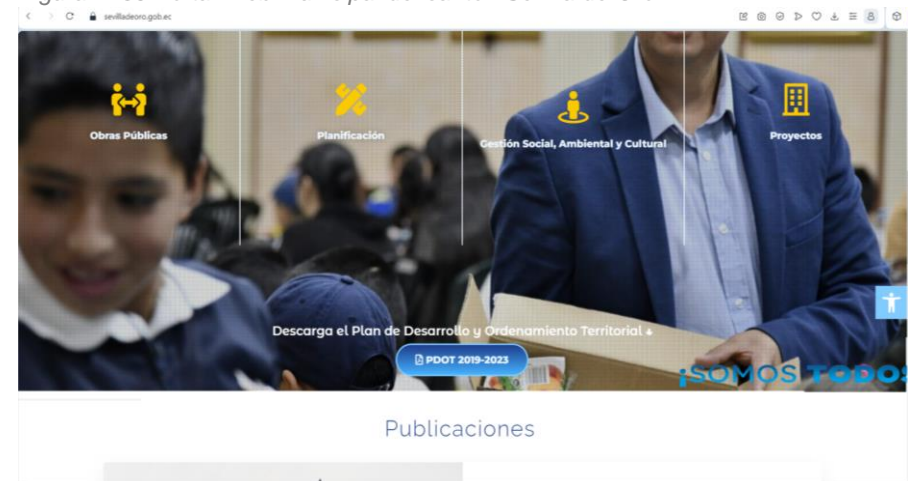 sevilladeoro.gob.ec
Obras Públicas
Planificación
Gestión Social, Ambiental y Cultural
Proyectos
Descarga el Plan de Desarrollo y Ordenamiento Territorial
PDOT 2019-2023
¡SOMOS TODOS
Publicaciones